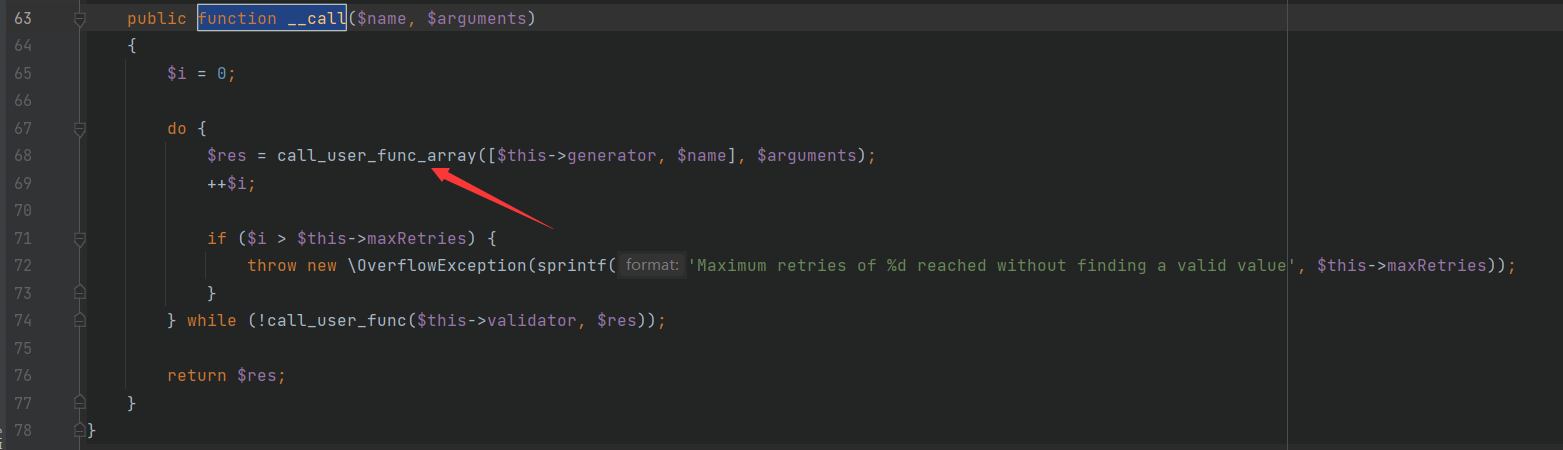 63 public function __call($name, $arguments)
64 {
65 $i = 0;
66
67 do {
68 $res = call_user_func_array([$this->generator, $name], $arguments);
69 ++$i;
70
71 if ($i > $this->maxRetries) {
72 throw new \OverflowException(sprintf( format: 'Maximum retries of %d reached without finding a valid value', $this->maxRetries));
73 }
74 } while (!call_user_func($this->validator, $res));
75
76 return $res;
77 }
78 }